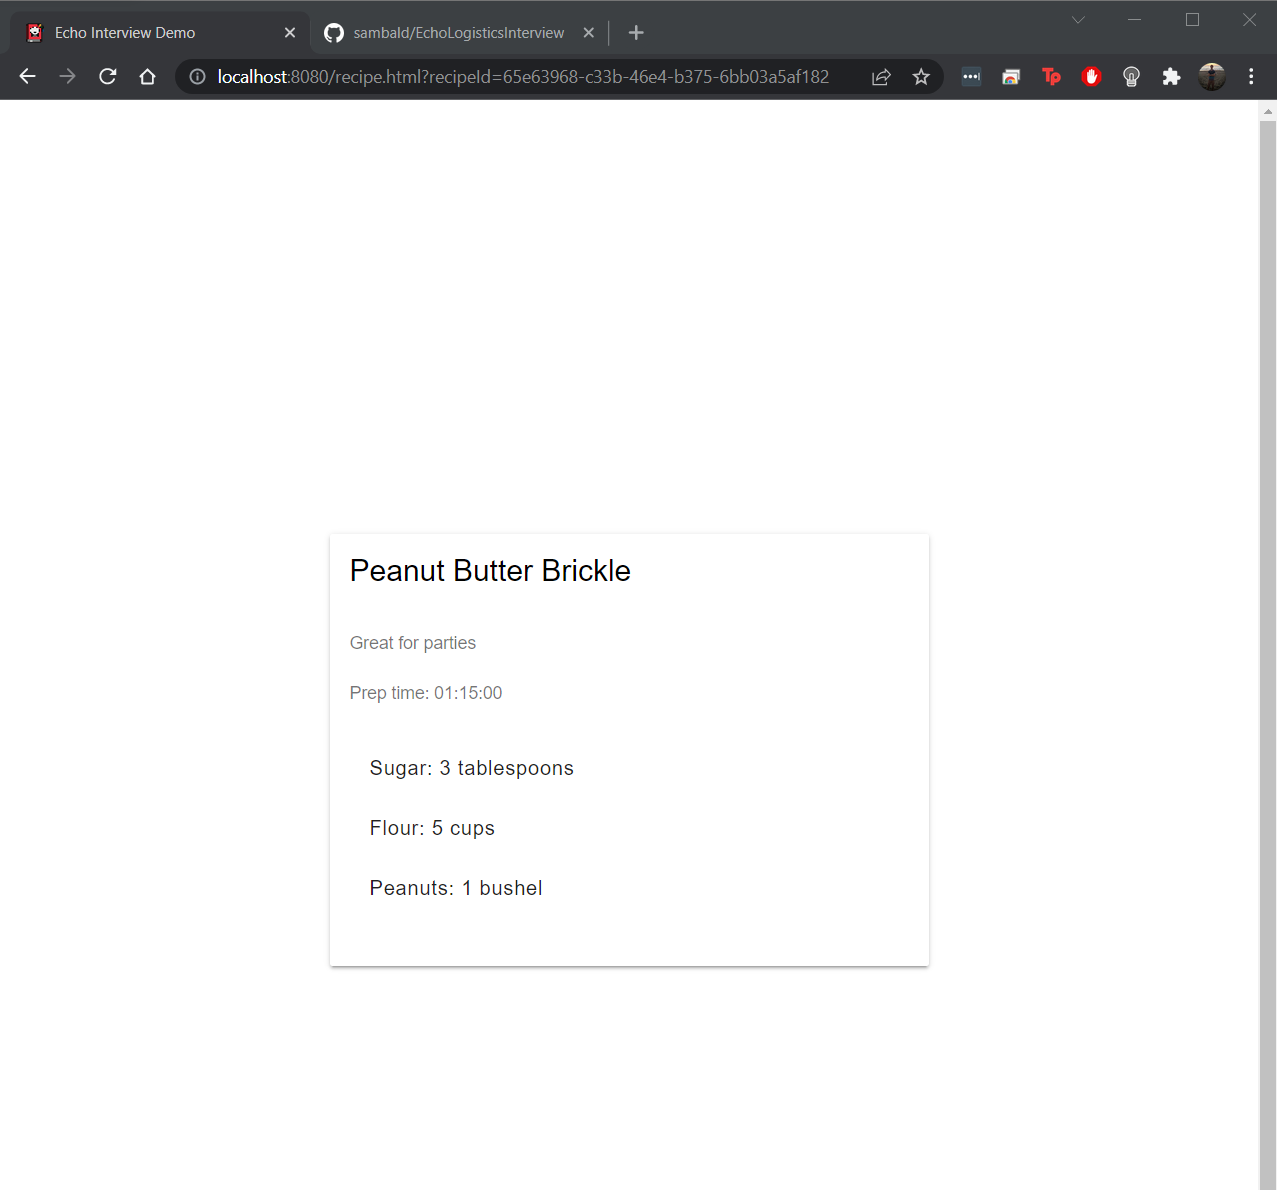 Echo Interview Demo
sambald/EchoLogisticsInterview
localhost:8080/recipe.html?recipeId=65e63968-c33b-46e4-b375-6bb03a5af182
Tp
Peanut Butter Brickle
Great for parties
Prep time: 01:15:00
Sugar: 3 tablespoons
Flour: 5 cups
Peanuts: 1 bushel